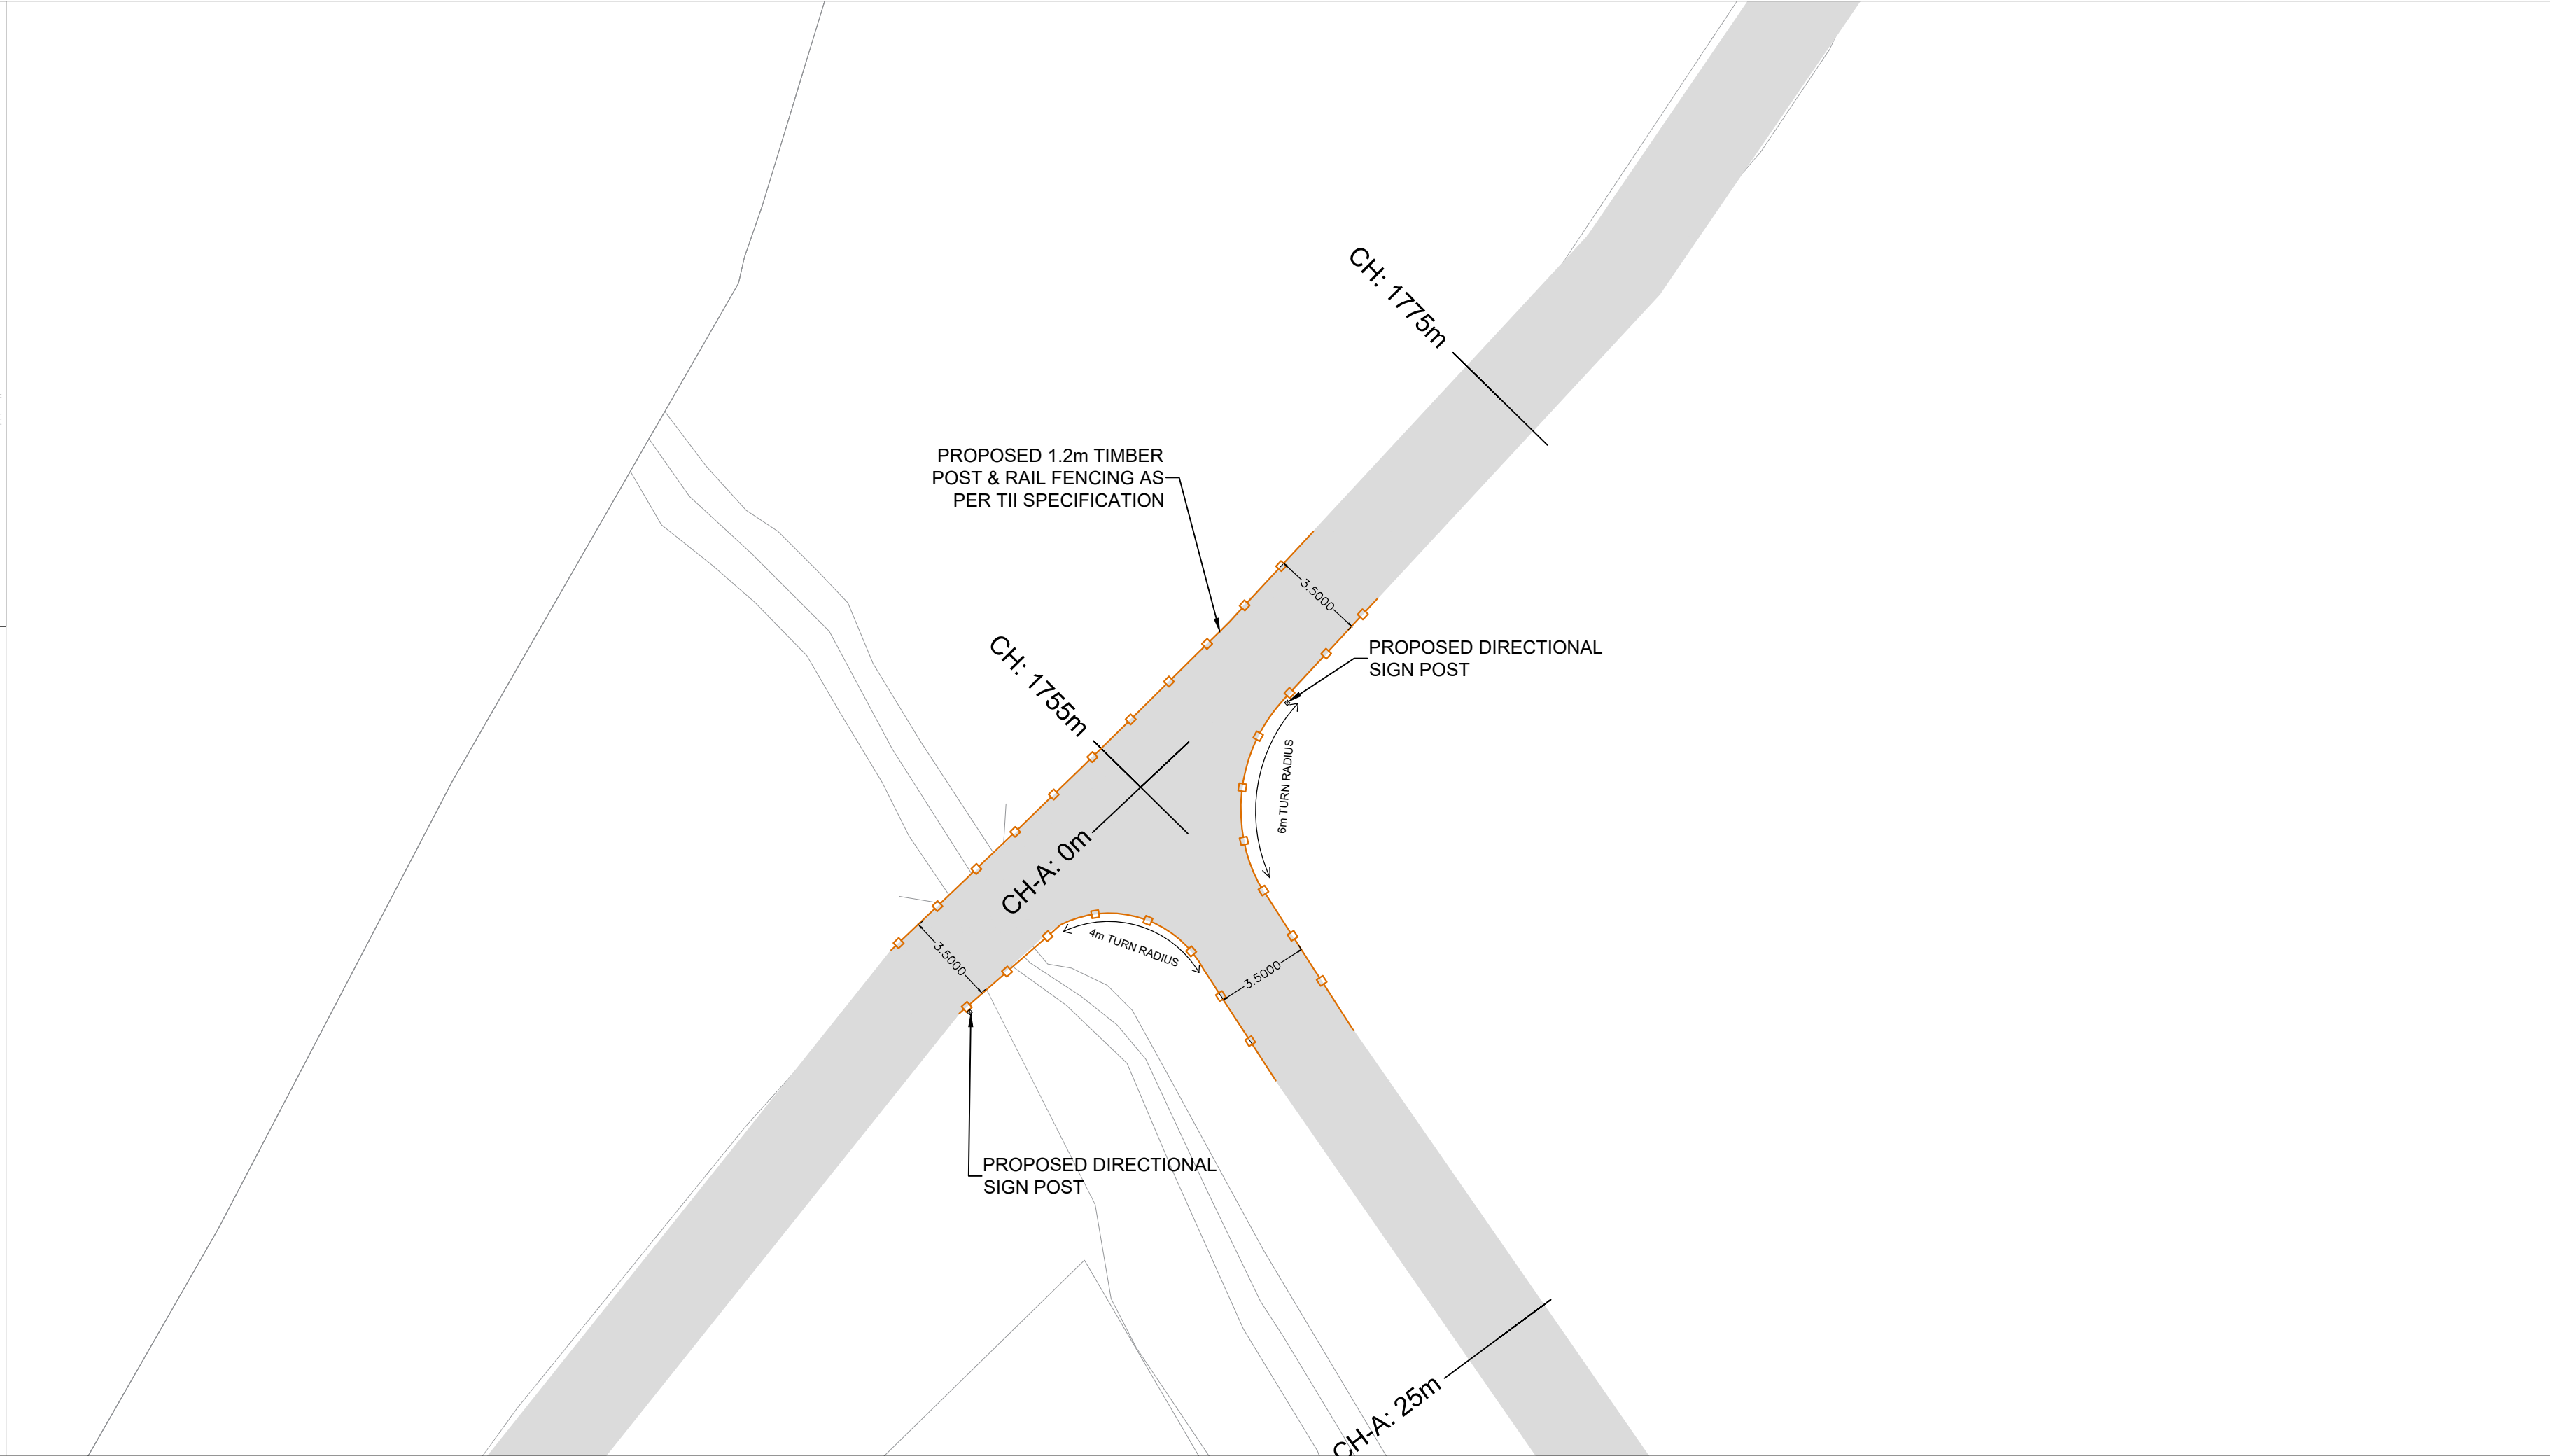 CH: 1775m
PROPOSED 1.2m TIMBER
POST & RAIL FENCING AS
PER TII SPECIFICATION
3.5000
CH: 1755m
PROPOSED DIRECTIONAL
SIGN POST
6m TURN RADIUS
CH-A: 0m
4m TURN RADIUS
3.5000
3.5000
PROPOSED DIRECTIONAL
SIGN POST
CH-A: 25m